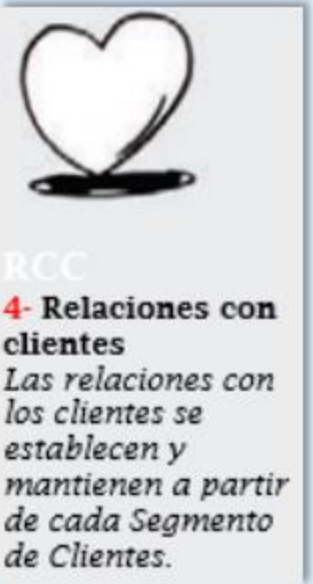 RCC
4- Relaciones con
clientes
Las relaciones con
los clientes se
establecen y
mantienen a partir
de cada Segmento
de Clientes.